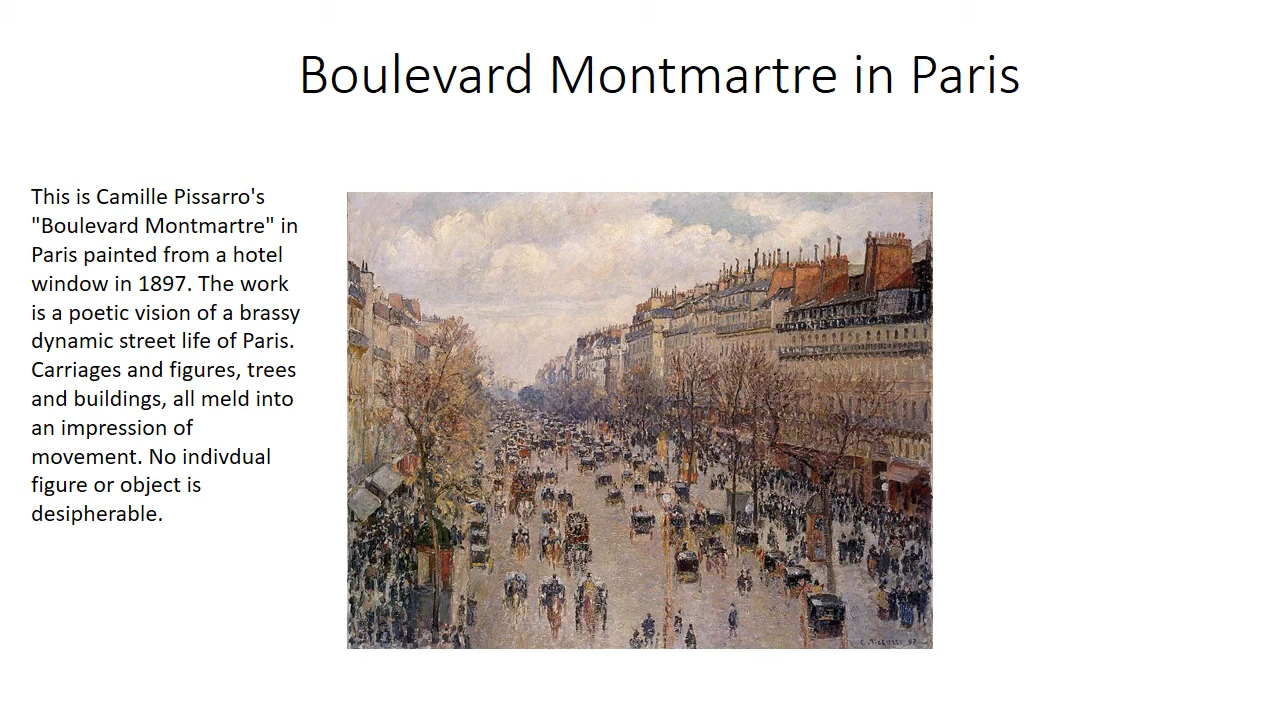 Boulevard Montmartre in Paris
This is Camille Pissarro's
"Boulevard Montmartre" in
Paris painted from a hotel
window in 1897. The work
is a poetic vision of a brassy
dynamic street life of Paris.
Carriages and figures, trees
and buildings, all meld into
an impression of
movement. No indivdual
figure or object is
desipherable.